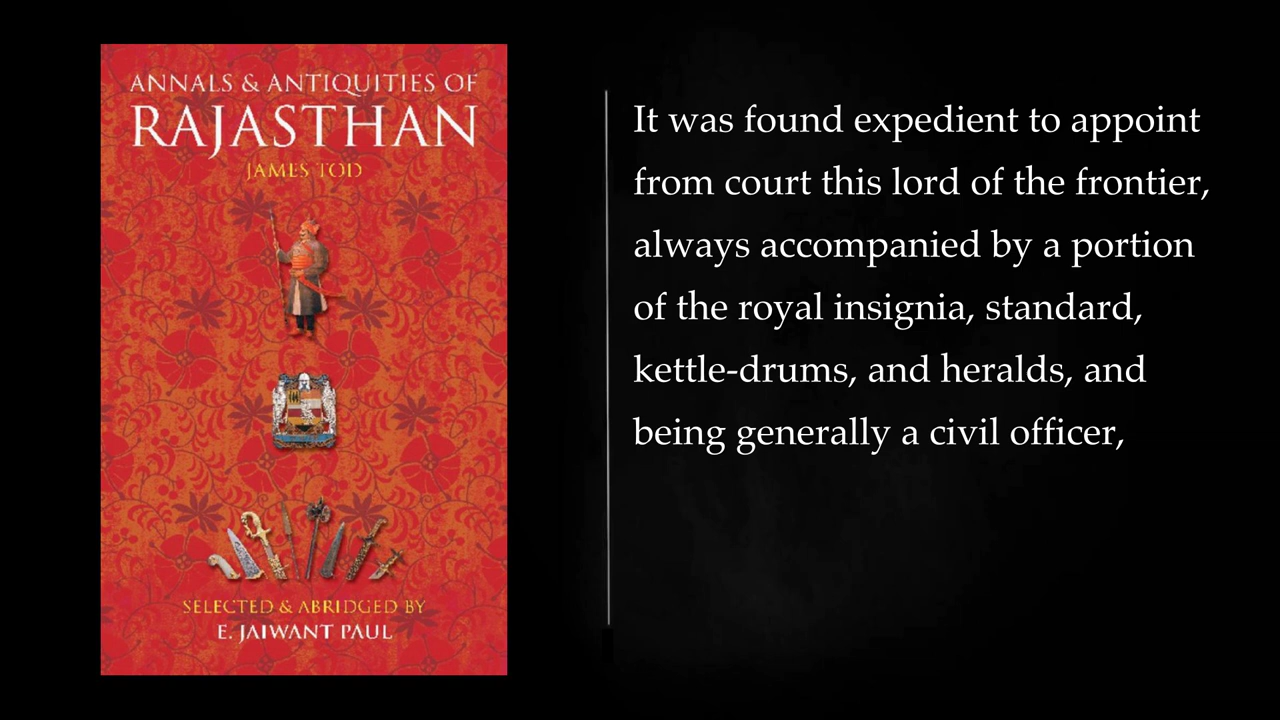 ANNALS & ANTIQUITIES OF
RAJASTHAN
JAMES TOD
SELECTED & ABRIDGED BY
E. JAIWANT PAUL
It was found expedient to appoint
from court this lord of the frontier,
always accompanied by a portion
of the royal insignia, standard,
kettle-drums, and heralds, and
being generally a civil officer,